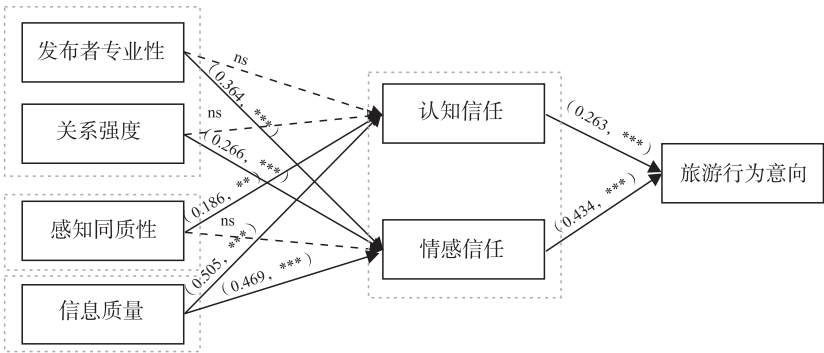 发布者专业性
ns
（0.364，***）
认知信任
关系强度
ns
（0.266，***）
（0.263，***）
旅游行为意向
（0.186，**）
感知同质性
ns
（0.434，***）
情感信任
（0.505，***）
（0.469，***）
信息质量